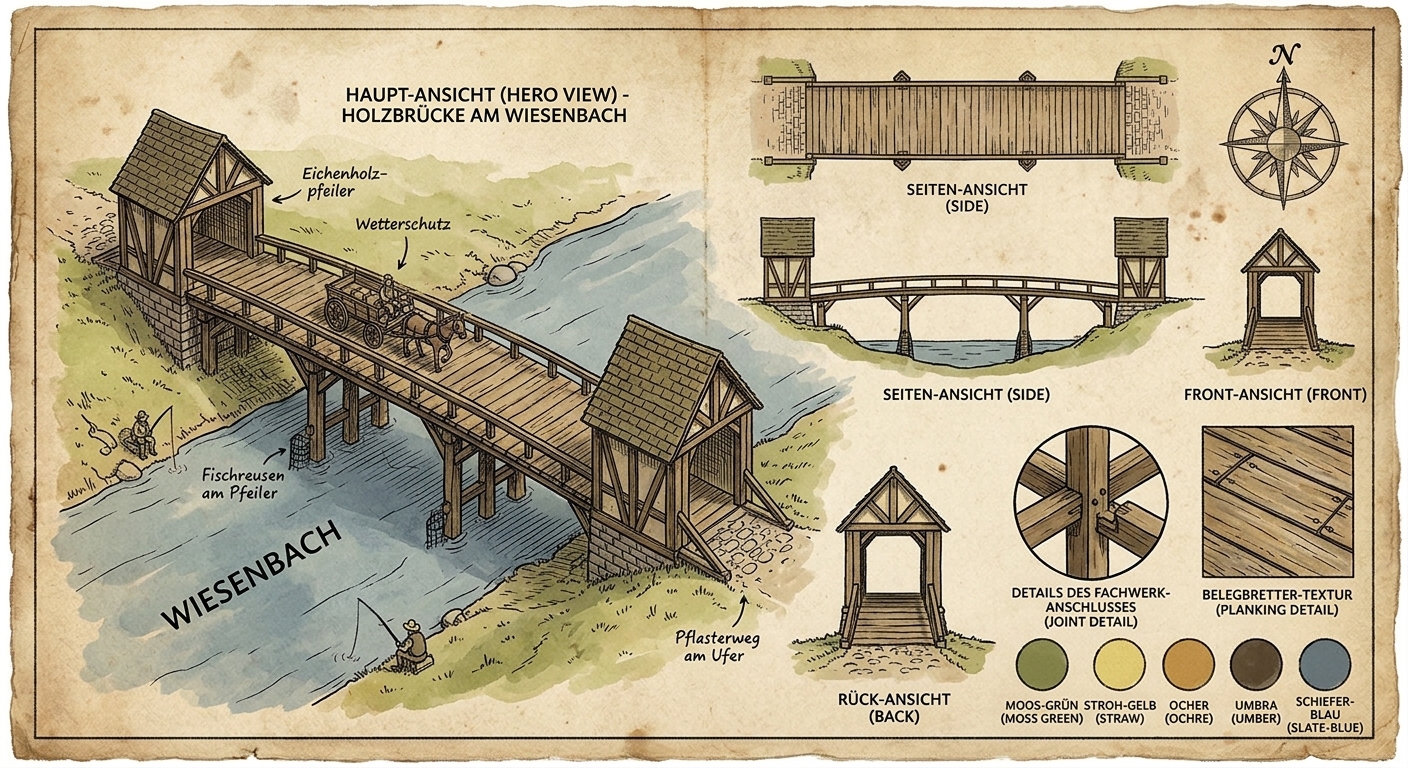 HAUPT-ANSICHT (HERO VIEW) -
HOLZBRÜCKE AM WIESENBACH
Eichenholz-
pfeiler
Wetterschutz
Fischreusen
am Pfeiler
WIESENBACH
Pflasterweg
am Ufer
N
SEITEN-ANSICHT
(SIDE)
SEITEN-ANSICHT (SIDE)
FRONT-ANSICHT (FRONT)
RÜCK-ANSICHT
(BACK)
DETAILS DES FACHWERK-
ANSCHLUSSES
(JOINT DETAIL)
BELEGBRETTER-TEXTUR
(PLANKING DETAIL)
MOOS-GRÜN
(MOSS GREEN)
STROH-GELB
(STRAW)
OCHER
(OCHRE)
UMBRA
(UMBER)
SCHIEFER-
BLAU
(SLATE-BLUE)